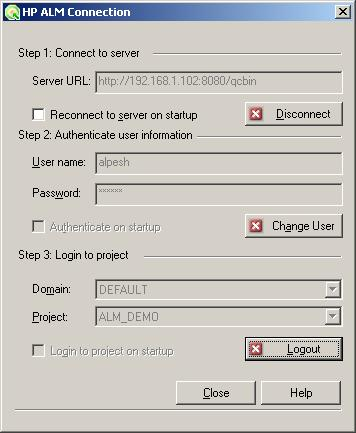 HP ALM Connection
Step 1: Connect to server
Server URL: http://192.168.1.102:8080/qcbin
Reconnect to server on startup Disconnect
Step 2: Authenticate user information
User name: alpesh
Password: ******
Authenticate on startup Change User
Step 3: Login to project
Domain: DEFAULT
Project: ALM_DEMO
Login to project on startup Logout
Close Help